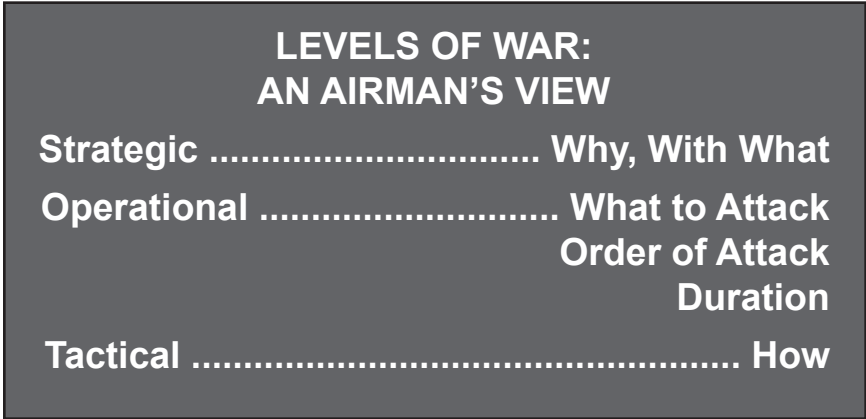 LEVELS OF WAR:
AN AIRMAN’S VIEW
Strategic ................................ Why, With What
Operational ............................. What to Attack
Order of Attack
Duration
Tactical ..................................................... How